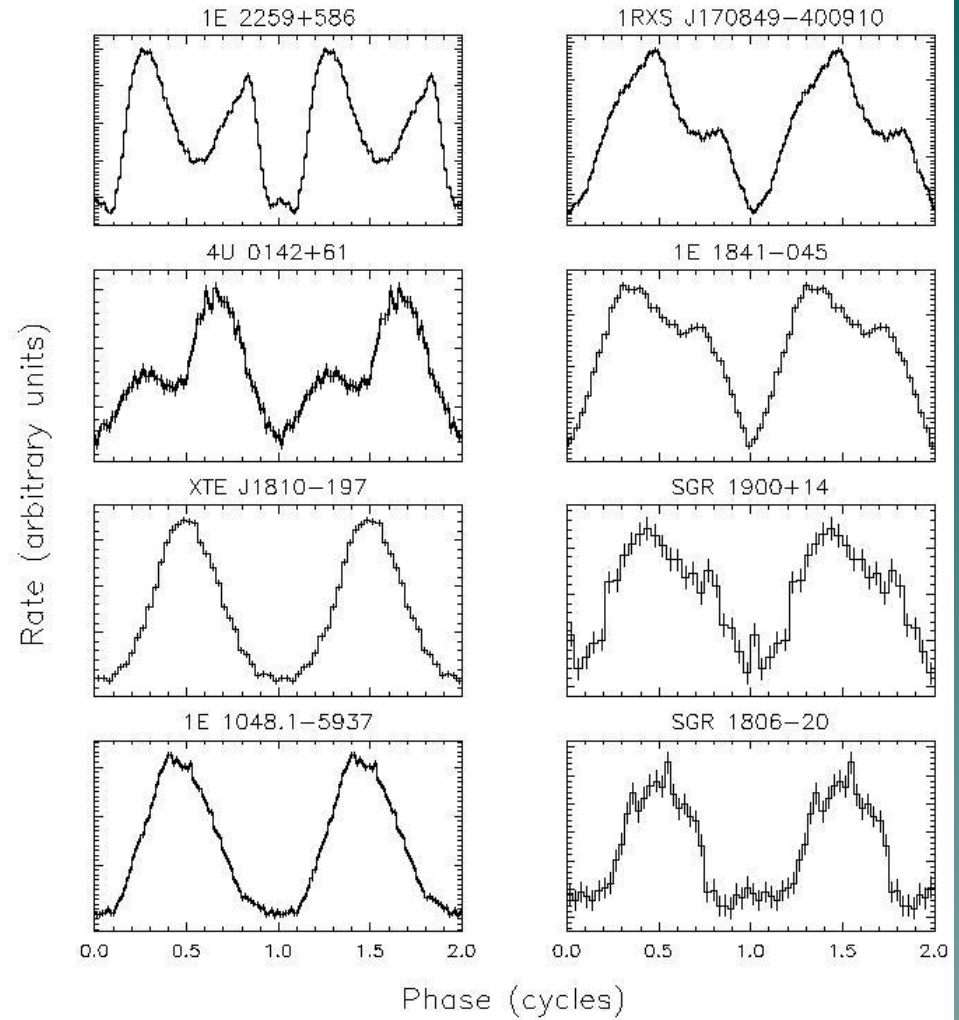 1E 2259+586
1RXS J170849-400910
4U 0142+61
1E 1841-045
XTE J1810-197
SGR 1900+14
1E 1048.1-5937
SGR 1806-20
Rate (arbitrary units)
0.0 0.5 1.0 1.5 2.0
0.0 0.5 1.0 1.5 2.0
Phase (cycles)